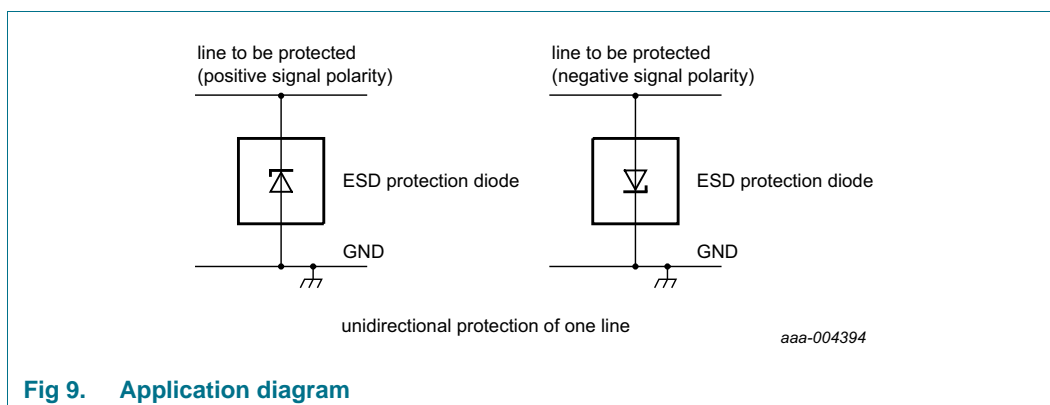 line to be protected
(positive signal polarity)
line to be protected
(negative signal polarity)
ESD protection diode
ESD protection diode
GND
GND
unidirectional protection of one line
aaa-004394
Fig 9. Application diagram